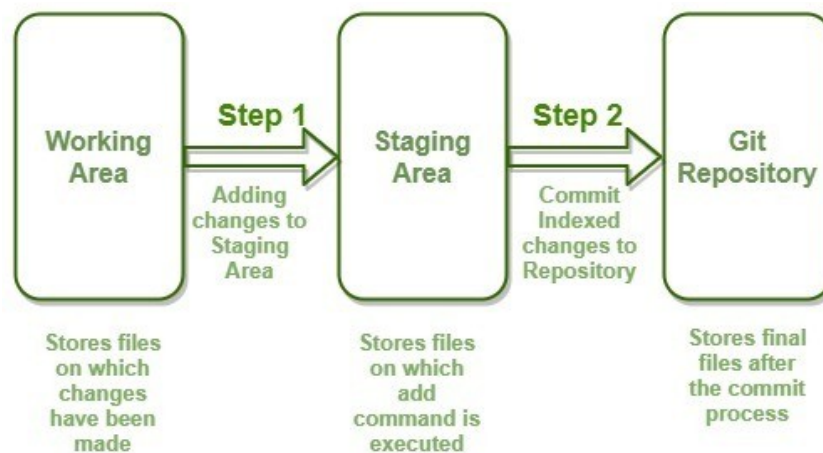 Step 1
Step 2
Working
Area
Staging
Area
Git
Repository
Adding
changes to
Staging
Area
Commit
Indexed
changes to
Repository
Stores files
on which
changes
have been
made
Stores files
on which
add
command is
executed
Stores final
files after
the commit
process